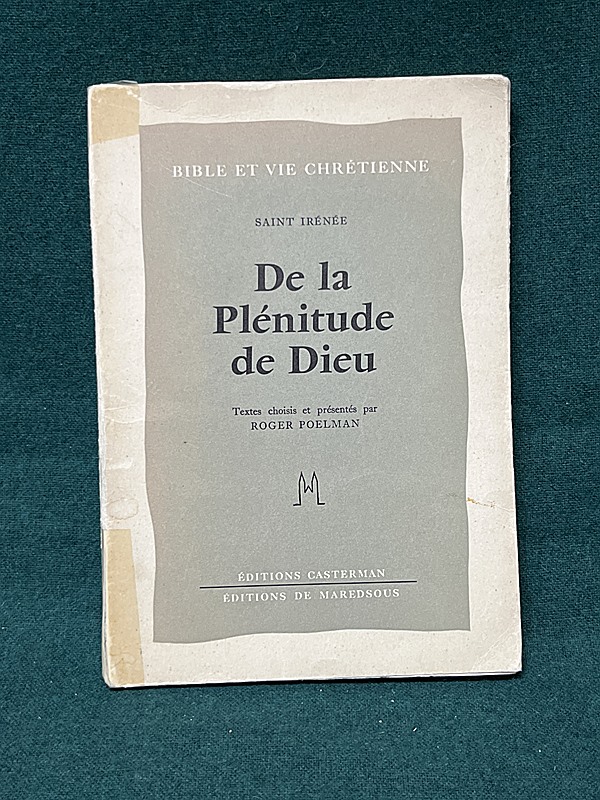 BIBLE ET VIE CHRÉTIENNE
SAINT IRÉNÉE
De la
Plénitude
de Dieu
Textes choisis et présentés par
ROGER POELMAN
ÉDITIONS CASTERMAN
ÉDITIONS DE MAREDSOUS